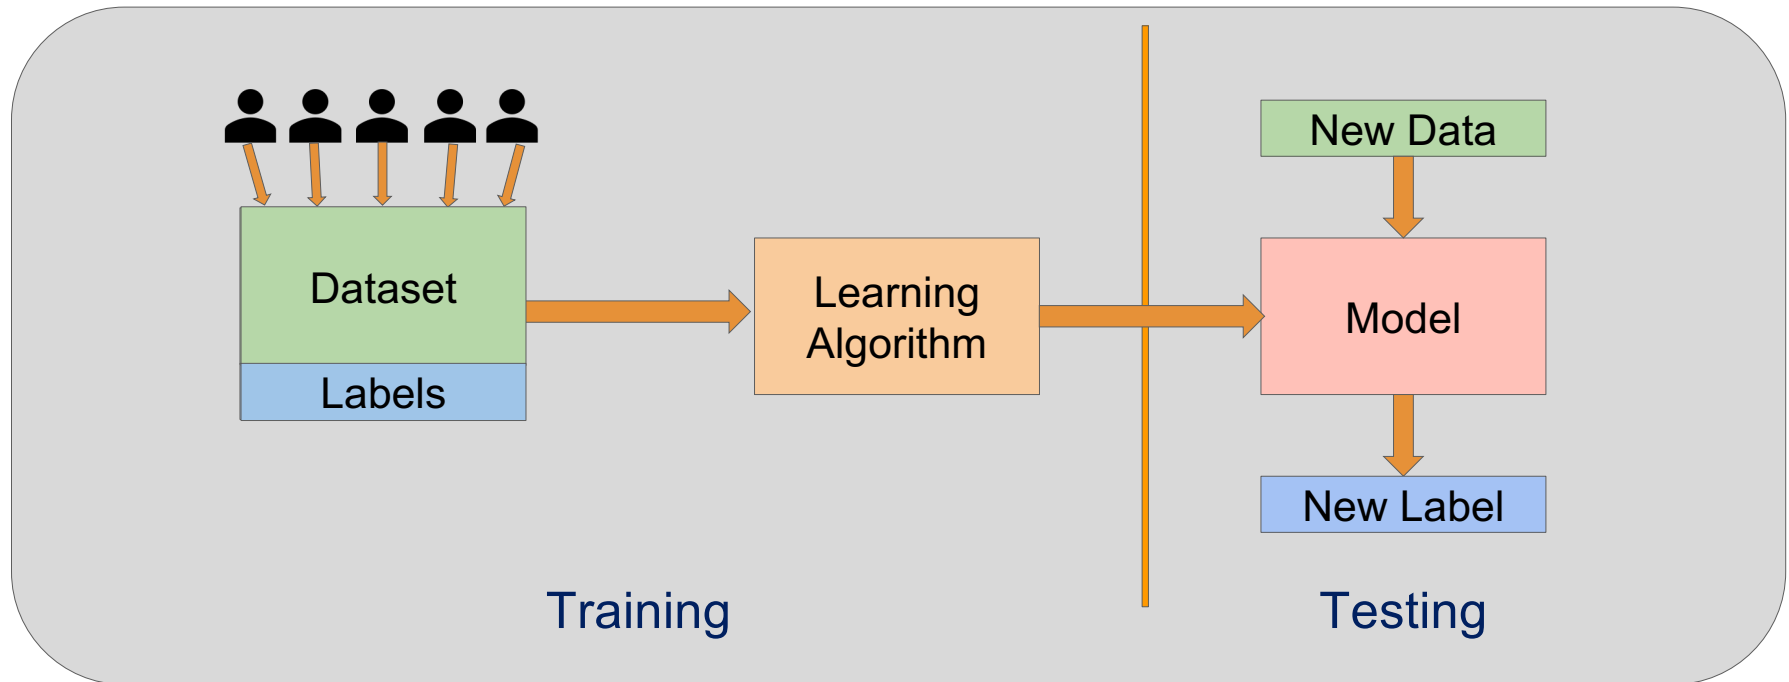 Dataset
Labels
Learning
Algorithm
New Data
Model
New Label
Training
Testing